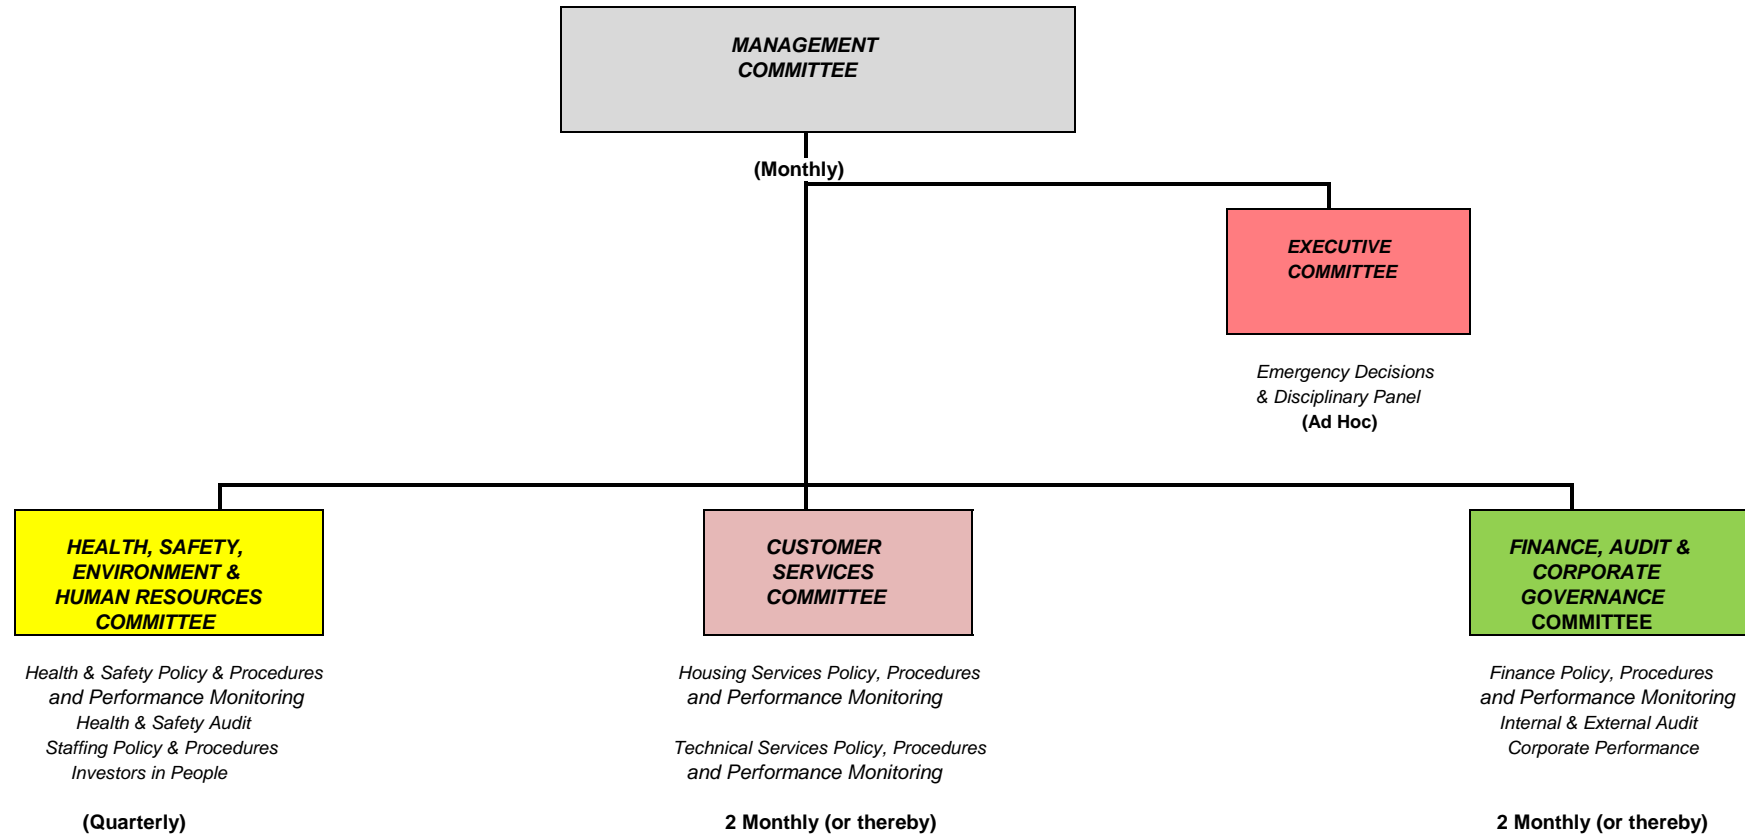 MANAGEMENT
COMMITTEE
(Monthly)
EXECUTIVE
COMMITTEE
Emergency Decisions
& Disciplinary Panel
(Ad Hoc)
HEALTH, SAFETY,
ENVIRONMENT &
HUMAN RESOURCES
COMMITTEE
Health & Safety Policy & Procedures
and Performance Monitoring
Health & Safety Audit
Staffing Policy & Procedures
Investors in People
(Quarterly)
CUSTOMER
SERVICES
COMMITTEE
Housing Services Policy, Procedures
and Performance Monitoring
Technical Services Policy, Procedures
and Performance Monitoring
2 Monthly (or thereby)
FINANCE, AUDIT &
CORPORATE
GOVERNANCE
COMMITTEE
Finance Policy, Procedures
and Performance Monitoring
Internal & External Audit
Corporate Performance
2 Monthly (or thereby)